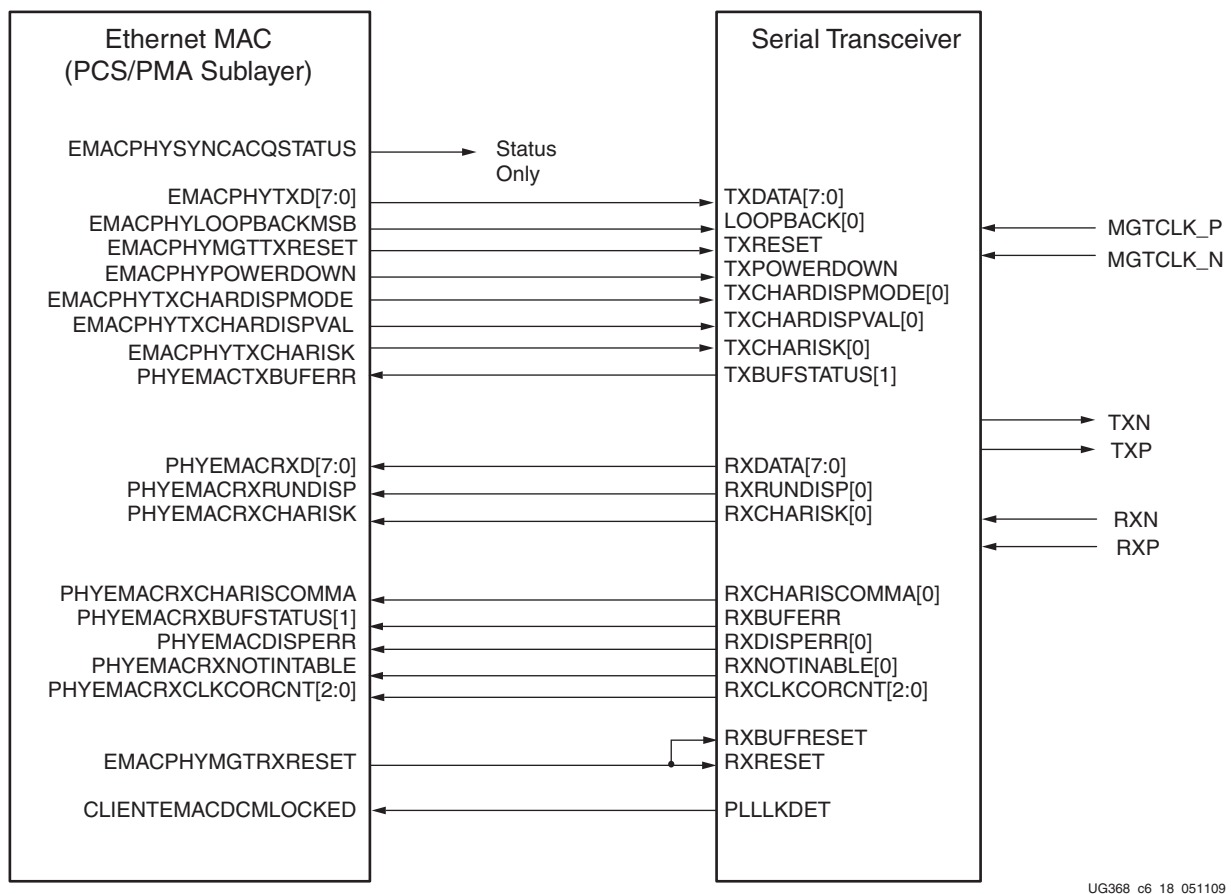 Ethernet MAC
(PCS/PMA Sublayer)
Serial Transceiver
EMACPHYSYNCACQSTATUS
Status
Only
EMACPHYTXD[7:0]
TXDATA[7:0]
EMACPHYLOOPBACKMSB
LOOPBACK[0]
MGTCLK_P
EMACPHYMGTTXRESET
TXRESET
MGTCLK_N
EMACPHYPOWERDOWN
TXPOWERDOWN
EMACPHYTXCHARDISPMODE
TXCHARDISPMODE[0]
EMACPHYTXCHARDISPVAL
TXCHARDISPVAL[0]
EMACPHYTXCHARISK
TXCHARISK[0]
PHYEMACTXBUFERR
TXBUFSTATUS[1]
TXN
TXP
PHYEMACRXD[7:0]
RXDATA[7:0]
PHYEMACRXRUNDISP
RXRUNDISP[0]
PHYEMACRXCHARISK
RXCHARISK[0]
RXN
RXP
PHYEMACRXCHARISCOMMA
RXCHARISCOMMA[0]
PHYEMACRXBUFSTATUS[1]
RXBUFERR
PHYEMACDISPERR
RXDISPERR[0]
PHYEMACRXNOTINTABLE
RXNOTINABLE[0]
PHYEMACRXCLKCORCNT[2:0]
RXCLKCORCNT[2:0]
RXBUFRESET
EMACPHYMGTRXRESET
RXRESET
CLIENTEMACDCMLOCKED
PLLLKDET
UG368_c6_18_051109